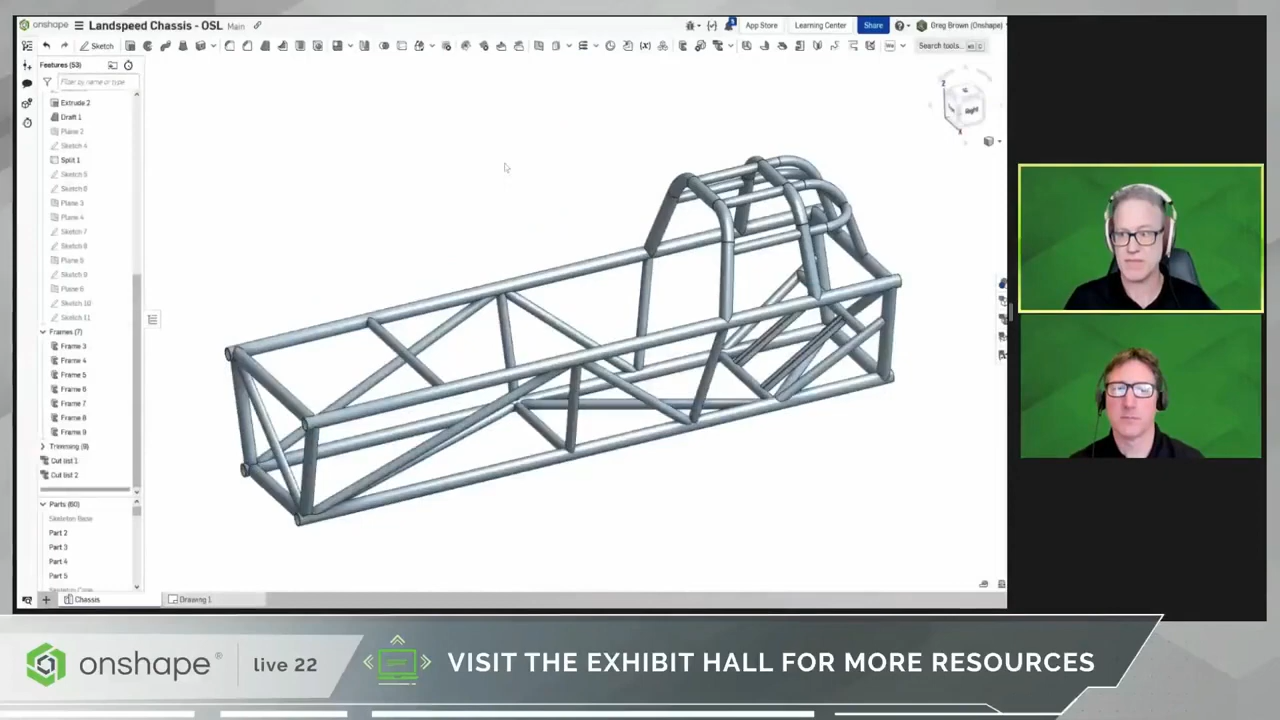 onshape
Landspeed Chassis - OSL Main
App Store
Learning Center
Share
Greg Brown (Onshape)
Sketch
Search tools...
Features (53)
Filter by name or type
Extrude 2
Draft 1
Plane 2
Sketch 4
Split 1
Sketch 5
Sketch 6
Plane 3
Plane 4
Sketch 7
Sketch 8
Plane 5
Sketch 9
Plane 6
Sketch 10
Sketch 11
Frames (7)
Frame 3
Frame 4
Frame 5
Frame 6
Frame 7
Frame 8
Frame 9
Trimming (9)
Cut list 1
Cut list 2
Parts (60)
Skeleton Base
Part 2
Part 3
Part 4
Part 5
Z
Right
Chassis
Drawing 1
onshape®
live 22
VISIT THE EXHIBIT HALL FOR MORE RESOURCES